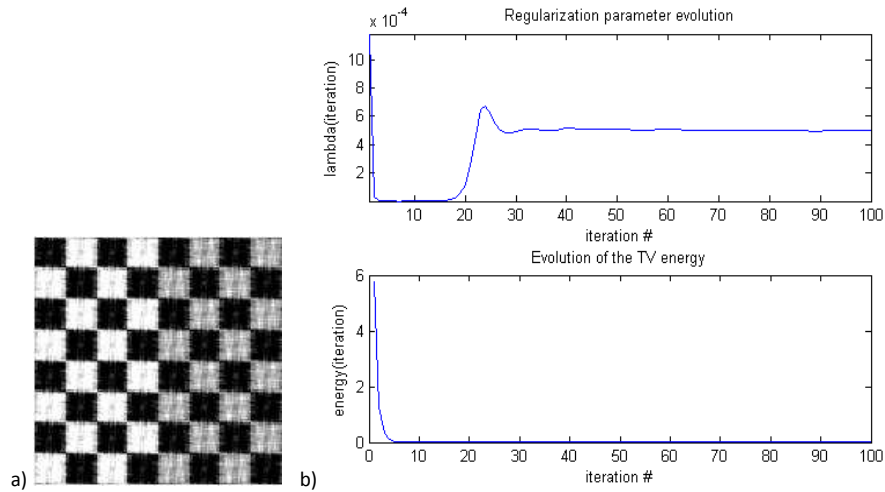 x 10^-4
Regularization parameter evolution
lambda(iteration)
10
8
6
4
2
10 20 30 40 50 60 70 80 90 100
iteration #
Evolution of the TV energy
energy(iteration)
6
4
2
0
0 10 20 30 40 50 60 70 80 90 100
iteration #
a)
b)